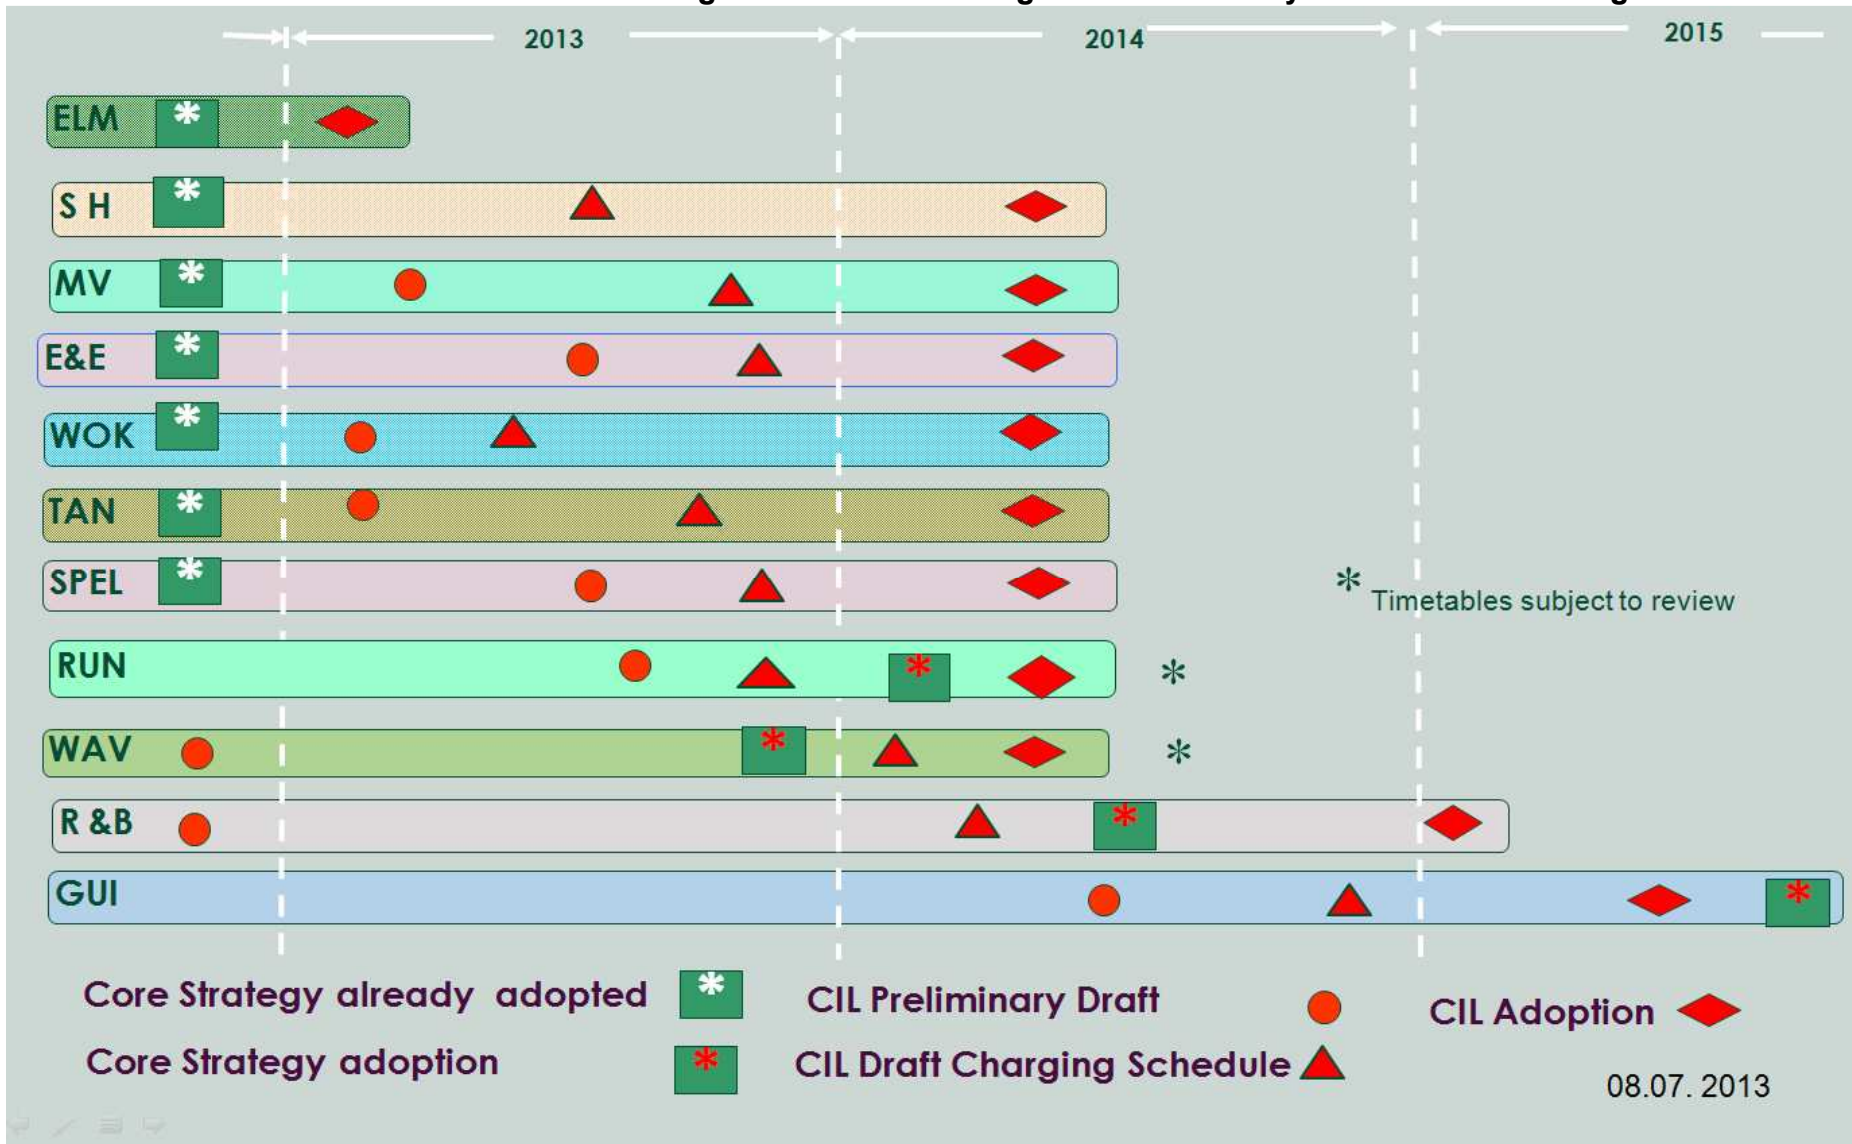 2013
2014
2015
ELM *
S H *
MV *
E&E *
WOK *
TAN *
SPEL *
* Timetables subject to review
RUN * *
WAV * *
R &B *
GUI *
Core Strategy already adopted *
CIL Preliminary Draft
CIL Adoption
Core Strategy adoption *
CIL Draft Charging Schedule
08.07. 2013